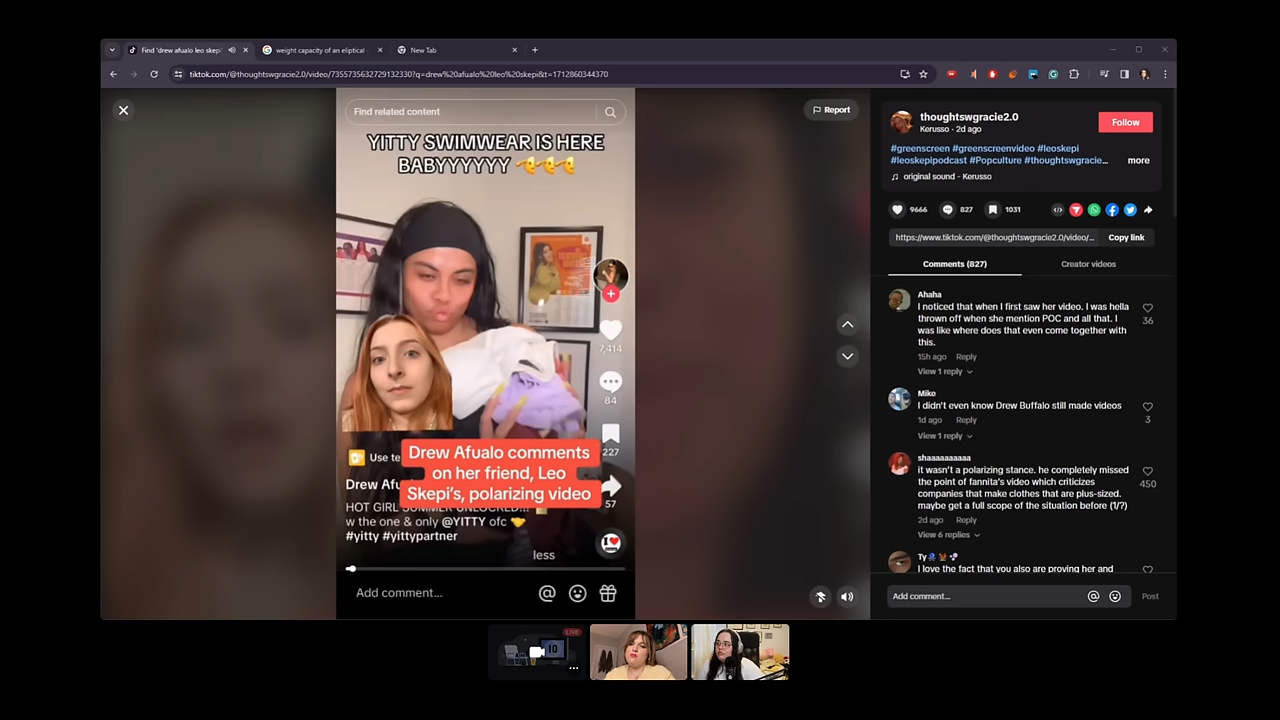 Find 'drew afualo leo skepi'
weight capacity of an eliptical -
New Tab
tiktok.com/@thoughtswgracie2.0/video/7355735632729132330?q=drew%20afualo%20leo%20skepi&t=1712860344370
Find related content
Report
YITTY SWIMWEAR IS HERE
BABYYYYYY
7,414
84
227
57
Drew Afualo comments
on her friend, Leo
Skepi's, polarizing video
Use te
Drew Afu
HOT GIRL SUMMER UNLOCKED!!!
w the one & only @YITTY ofc
#yitty #yittypartner
less
Add comment...
thoughtswgracie2.0
Kerusso · 2d ago
Follow
#greenscreen #greenscreenvideo #leoskepi
#leoskepipodcast #Popculture #thoughtswgracie...
more
original sound - Kerusso
9666
827
1031
https://www.tiktok.com/@thoughtswgracie2.0/video/...
Copy link
Comments (827)
Creator videos
Ahaha
I noticed that when I first saw her video. I was hella
thrown off when she mention POC and all that. I
was like where does that even come together with
this.
36
15h ago Reply
View 1 reply
Mike
I didn't even know Drew Buffalo still made videos
3
1d ago Reply
View 1 reply
shaaaaaaaaaa
it wasn't a polarizing stance. he completely missed
the point of fannita's video which criticizes
companies that make clothes that are plus-sized.
maybe get a full scope of the situation before (1/?)
450
2d ago Reply
View 6 replies
Ty
I love the fact that you also are proving her and
Add comment...
Post
LIVE
10